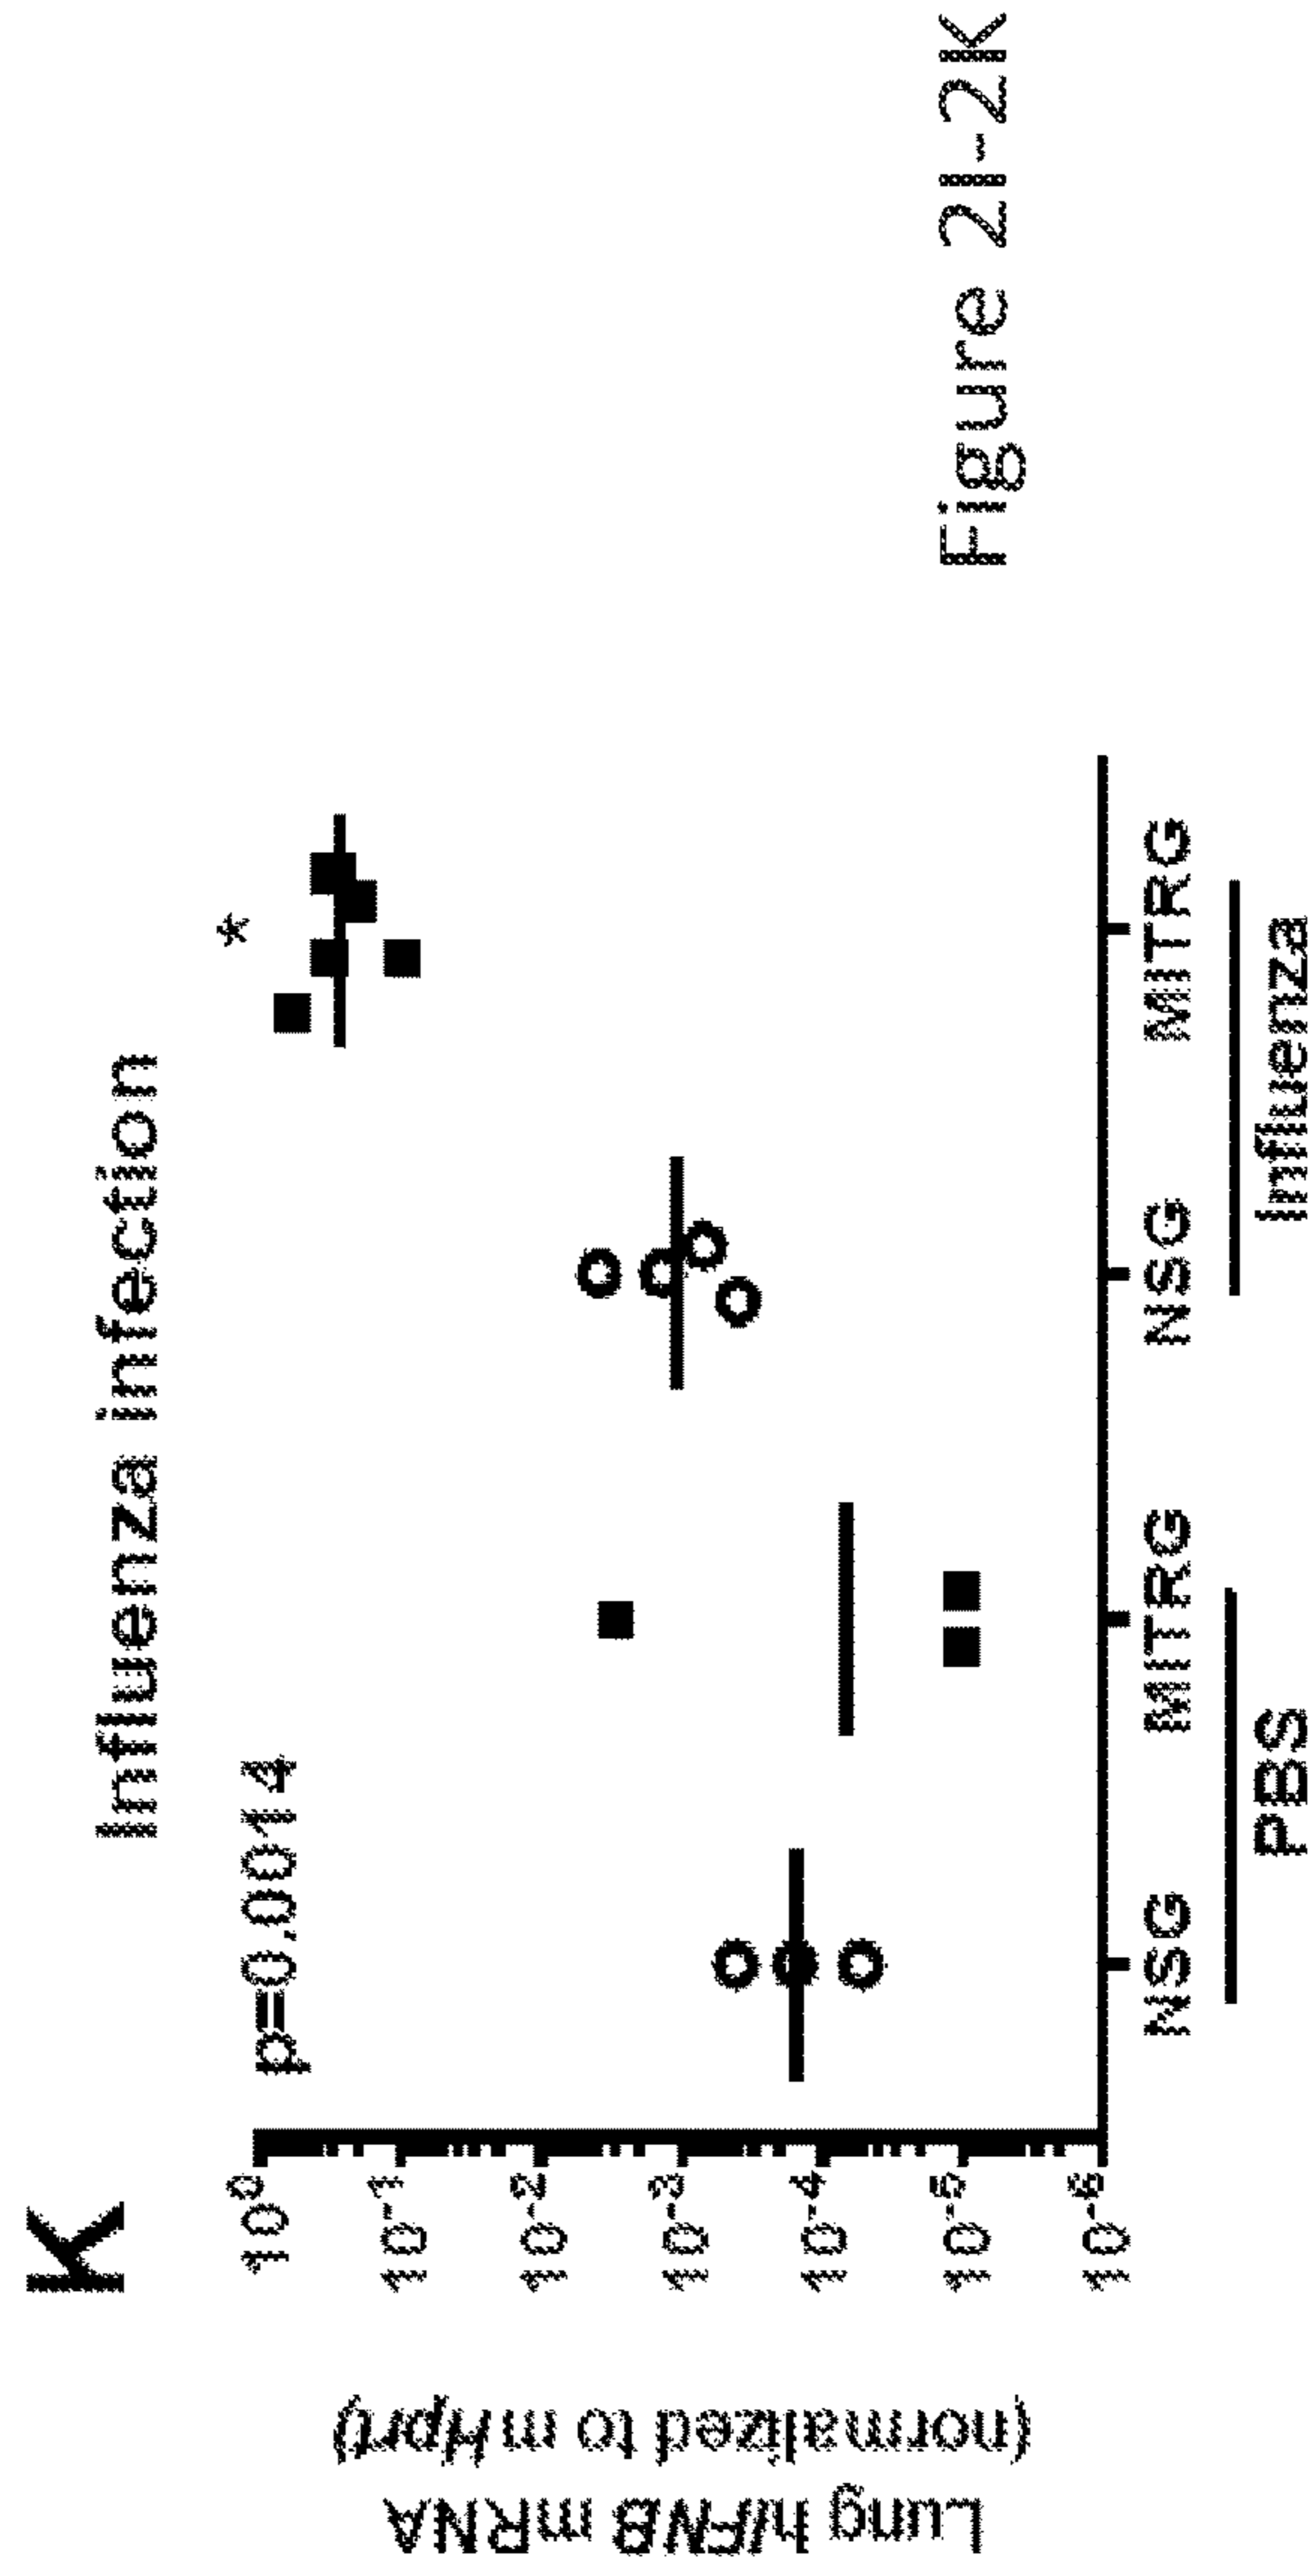 K
Influenza infection
p=0.0014
*
Lung hIFNB mRNA
(normalized to mHprt)
10⁰
10⁻¹
10⁻²
10⁻³
10⁻⁴
10⁻⁵
10⁻⁶
NSG MITRG NSG MITRG
PBS Influenza
Figure 2I-2K